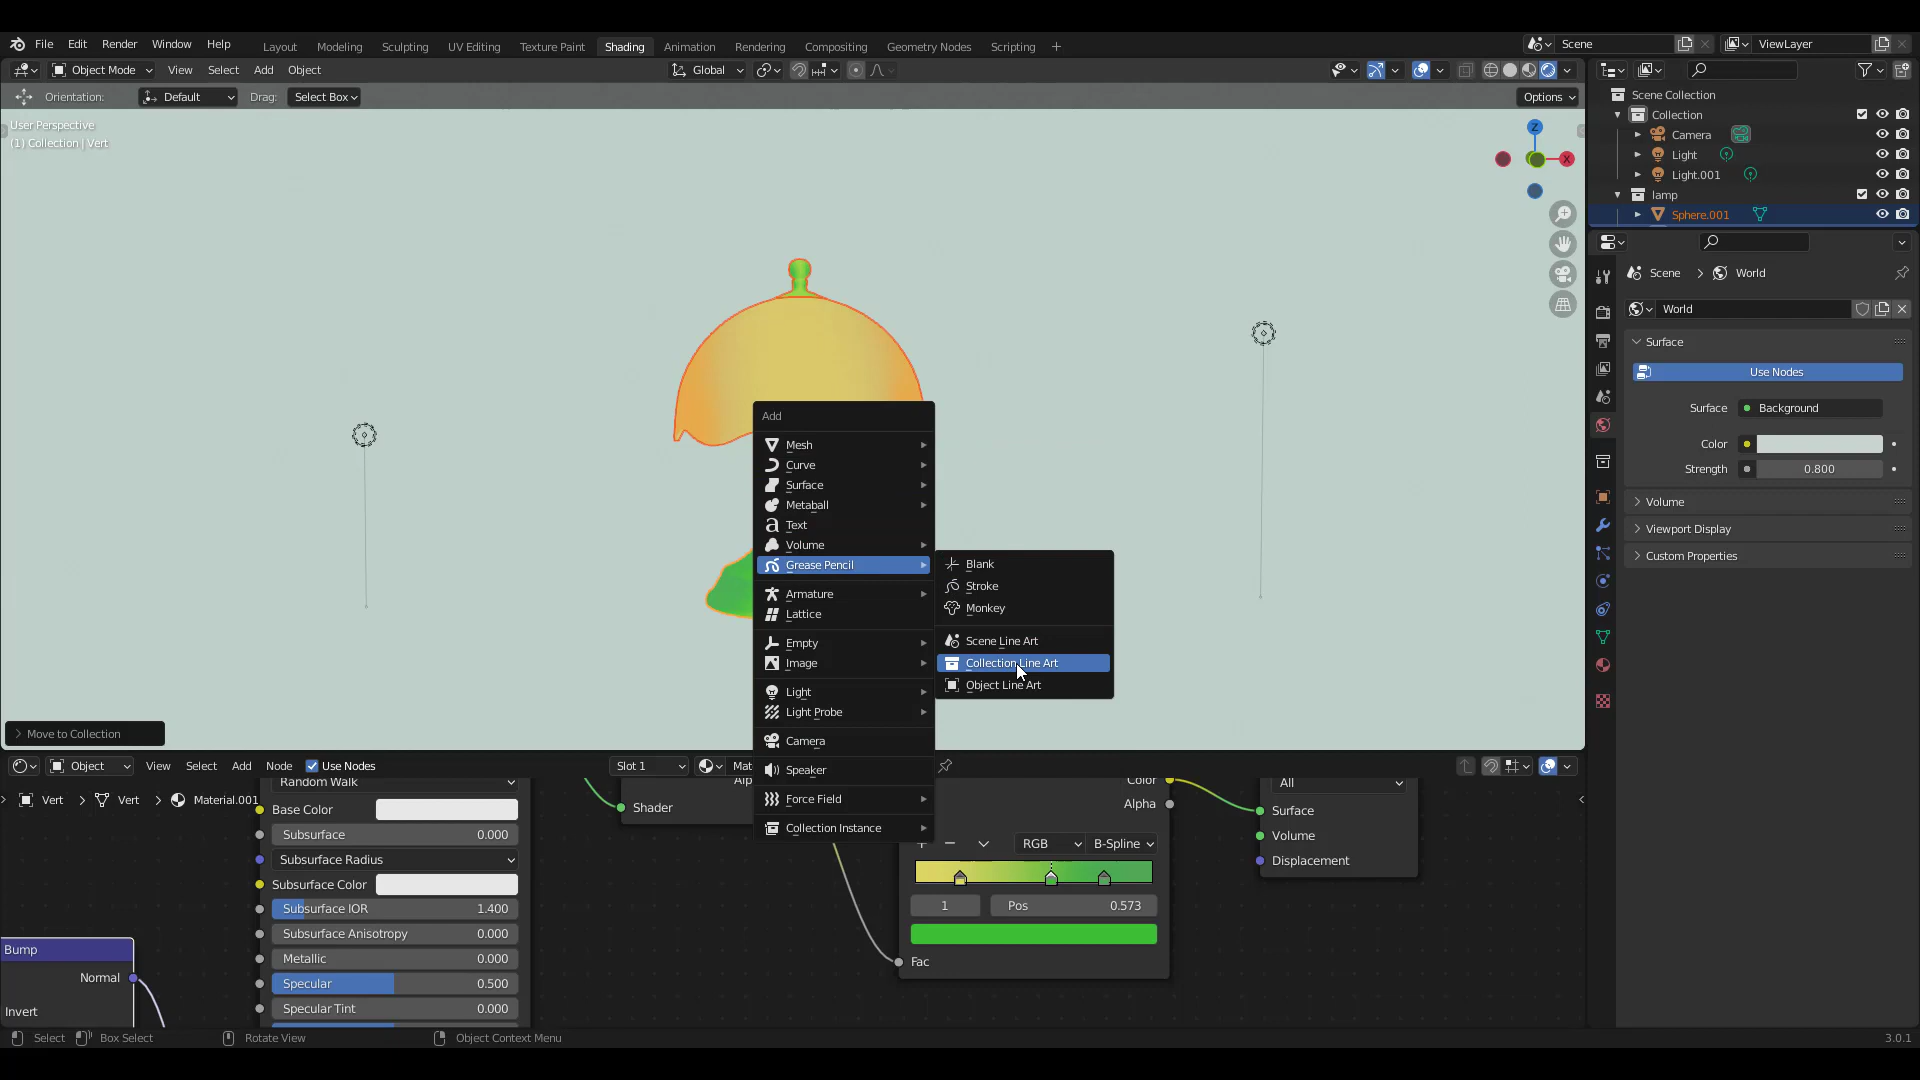 File Edit Render Window Help Layout Modeling Sculpting UV Editing Texture Paint Shading Animation Rendering Compositing Geometry Nodes Scripting + Scene ViewLayer
Object Mode View Select Add Object Global
Orientation: Default Drag: Select Box Options
User Perspective
(1) Collection | Vert
Z
X
Scene Collection
Collection
Camera
Light
Light.001
lamp
Sphere.001
Scene > World
World
Surface
Use Nodes
Surface Background
Color
Strength 0.800
Volume
Viewport Display
Custom Properties
Add
Mesh
Curve
Surface
Metaball
Text
Volume
Grease Pencil
Armature
Lattice
Empty
Image
Light
Light Probe
Camera
Speaker
Force Field
Collection Instance
Blank
Stroke
Monkey
Scene Line Art
Collection Line Art
Object Line Art
> Move to Collection
Object View Select Add Node Use Nodes Slot 1 Mat
Vert > Vert > Material.001
Random Walk
Base Color
Subsurface 0.000
Subsurface Radius
Subsurface Color
Subsurface IOR 1.400
Subsurface Anisotropy 0.000
Metallic 0.000
Specular 0.500
Specular Tint 0.000
Bump
Normal
Invert
Alp
Shader
Color
Alpha
RGB B-Spline
1 Pos 0.573
Fac
All
Surface
Volume
Displacement
Select Box Select Rotate View Object Context Menu 3.0.1